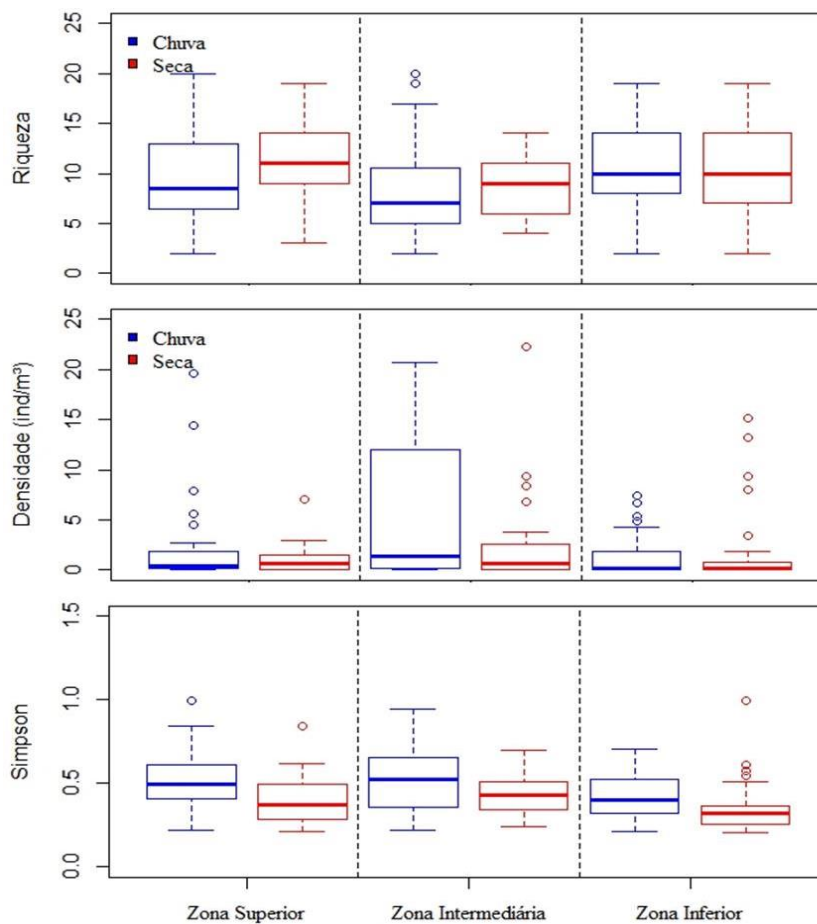 25
20
15
10
5
0
Riqueza
Chuva
Seca
25
20
15
10
5
0
Densidade (ind/m³)
Chuva
Seca
1.5
1.0
0.5
0.0
Simpson
Zona Superior Zona Intermediária Zona Inferior